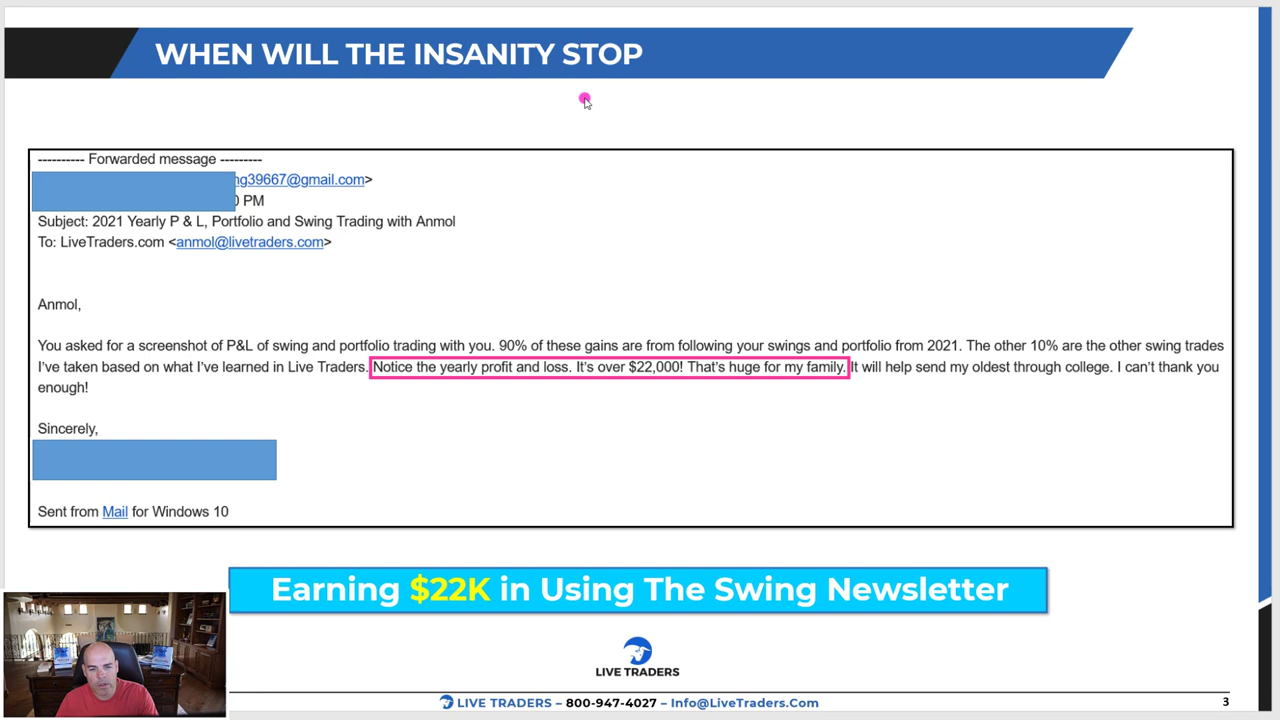 WHEN WILL THE INSANITY STOP
---------- Forwarded message ---------
ng39667@gmail.com>
0 PM
Subject: 2021 Yearly P & L, Portfolio and Swing Trading with Anmol
To: LiveTraders.com <anmol@livetraders.com>
Anmol,
You asked for a screenshot of P&L of swing and portfolio trading with you. 90% of these gains are from following your swings and portfolio from 2021. The other 10% are the other swing trades
I've taken based on what I've learned in Live Traders. Notice the yearly profit and loss. It's over $22,000! That's huge for my family. It will help send my oldest through college. I can't thank you
enough!
Sincerely,
Sent from Mail for Windows 10
Earning $22K in Using The Swing Newsletter
LIVE TRADERS
LIVE TRADERS – 800-947-4027 – Info@LiveTraders.Com
3